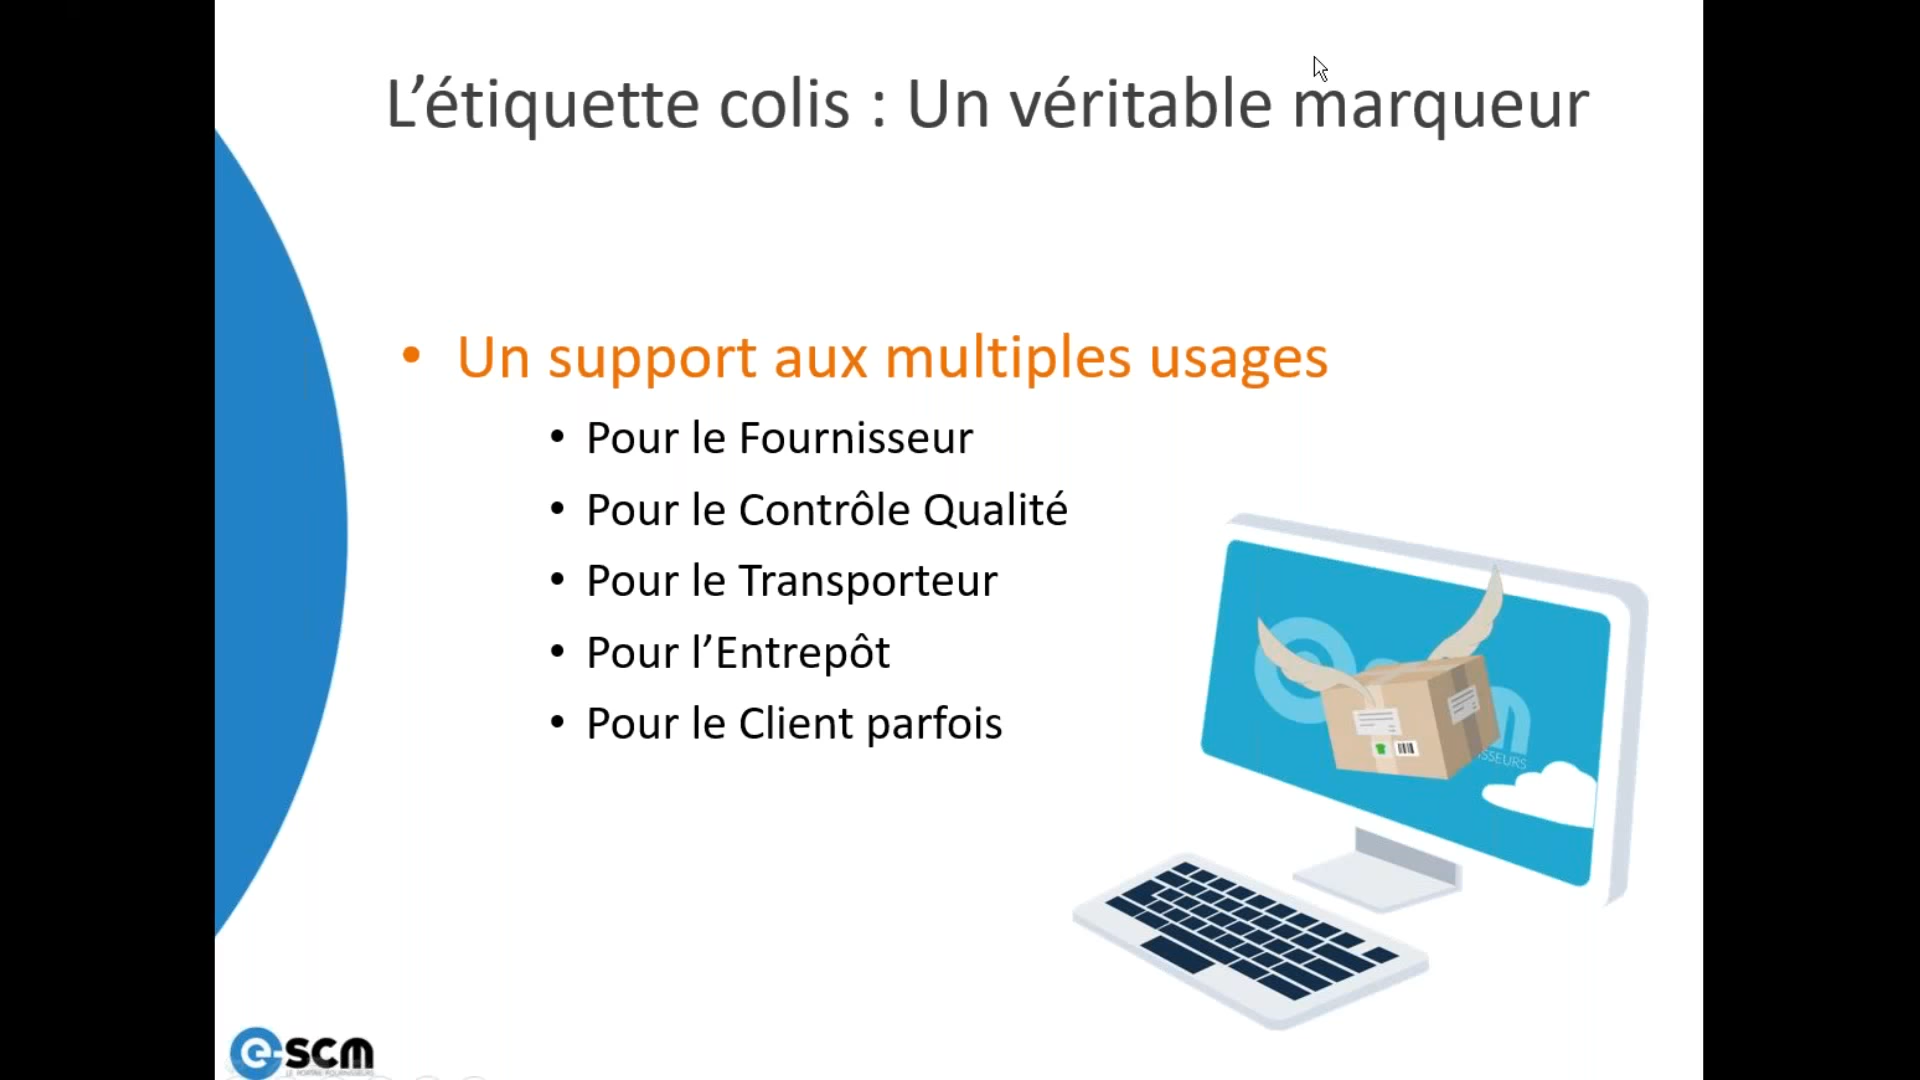 L’étiquette colis : Un véritable marqueur
• Un support aux multiples usages
• Pour le Fournisseur
• Pour le Contrôle Qualité
• Pour le Transporteur
• Pour l’Entrepôt
• Pour le Client parfois
e-scm